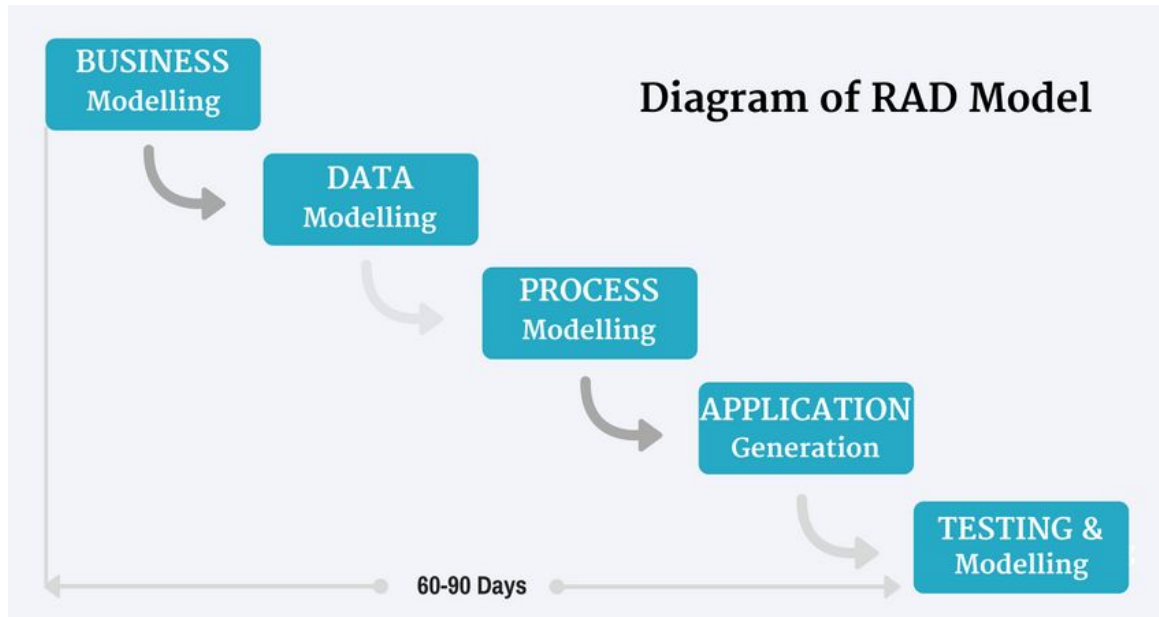 BUSINESS
Modelling
Diagram of RAD Model
DATA
Modelling
PROCESS
Modelling
APPLICATION
Generation
TESTING &
Modelling
60-90 Days